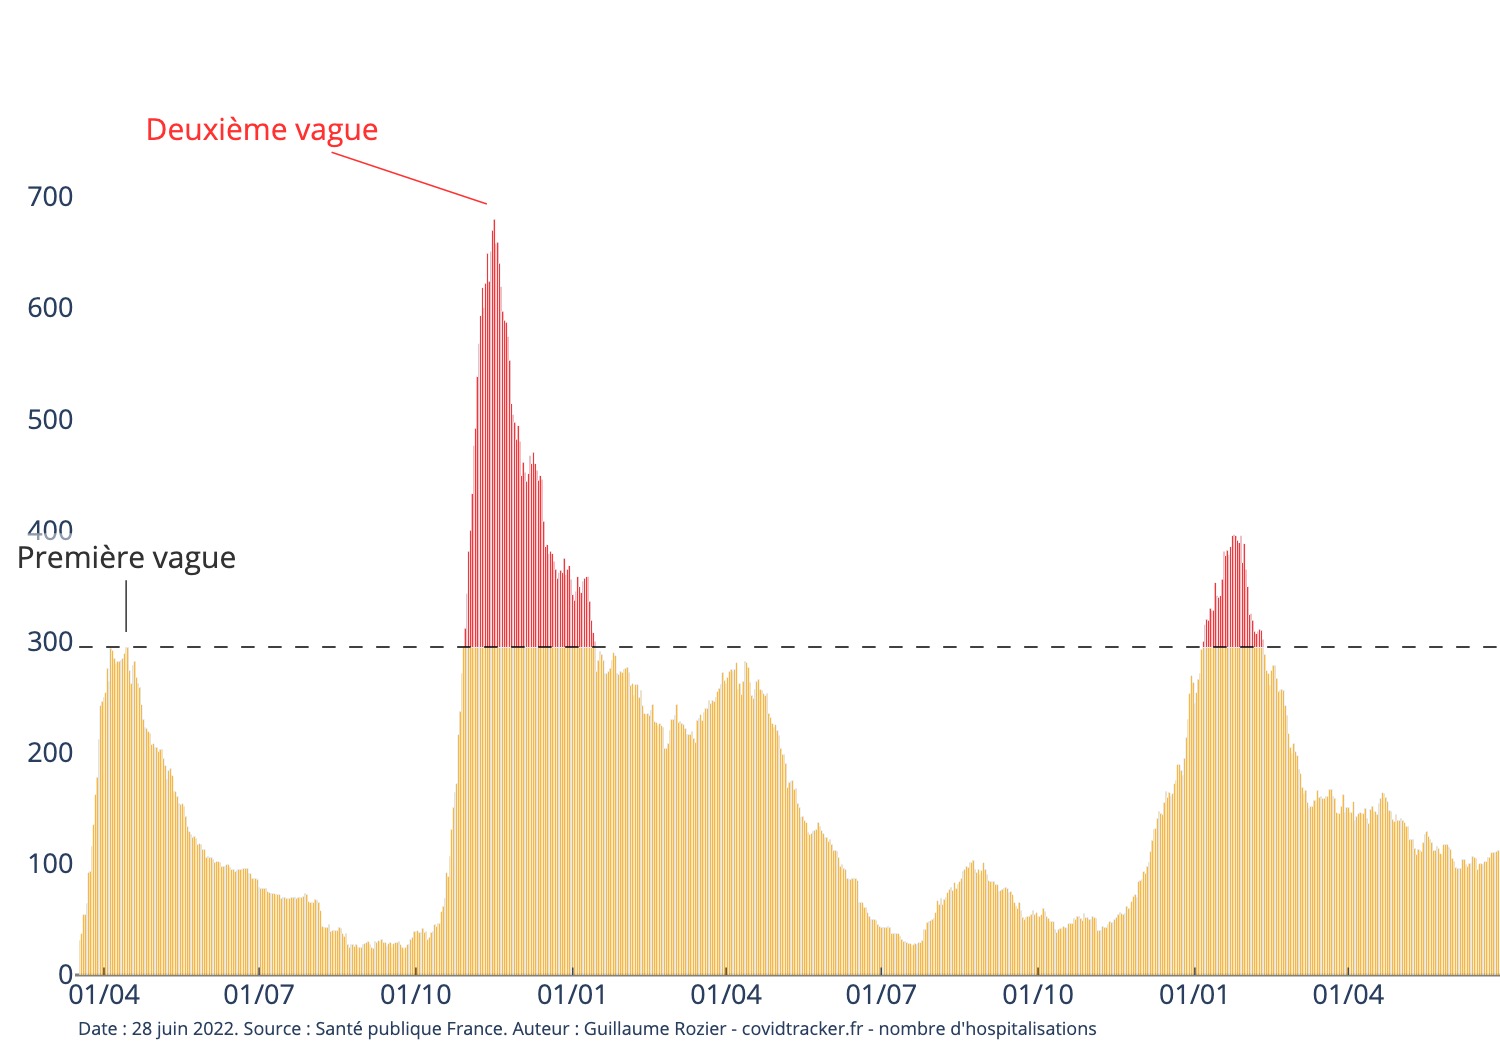 Deuxième vague
700
600
500
400
Première vague
300
200
100
0
01/04 01/07 01/10 01/01 01/04 01/07 01/10 01/01 01/04
Date : 28 juin 2022. Source : Santé publique France. Auteur : Guillaume Rozier - covidtracker.fr - nombre d'hospitalisations